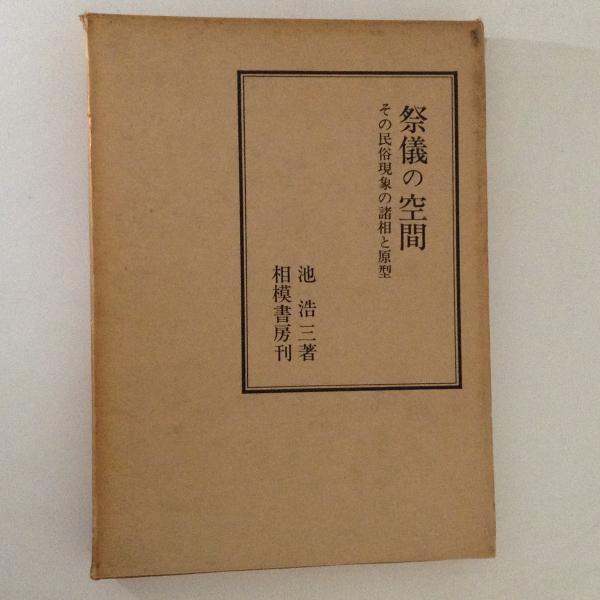 祭儀の空間
その民俗現象の諸相と原型
池浩三著
相模書房刊